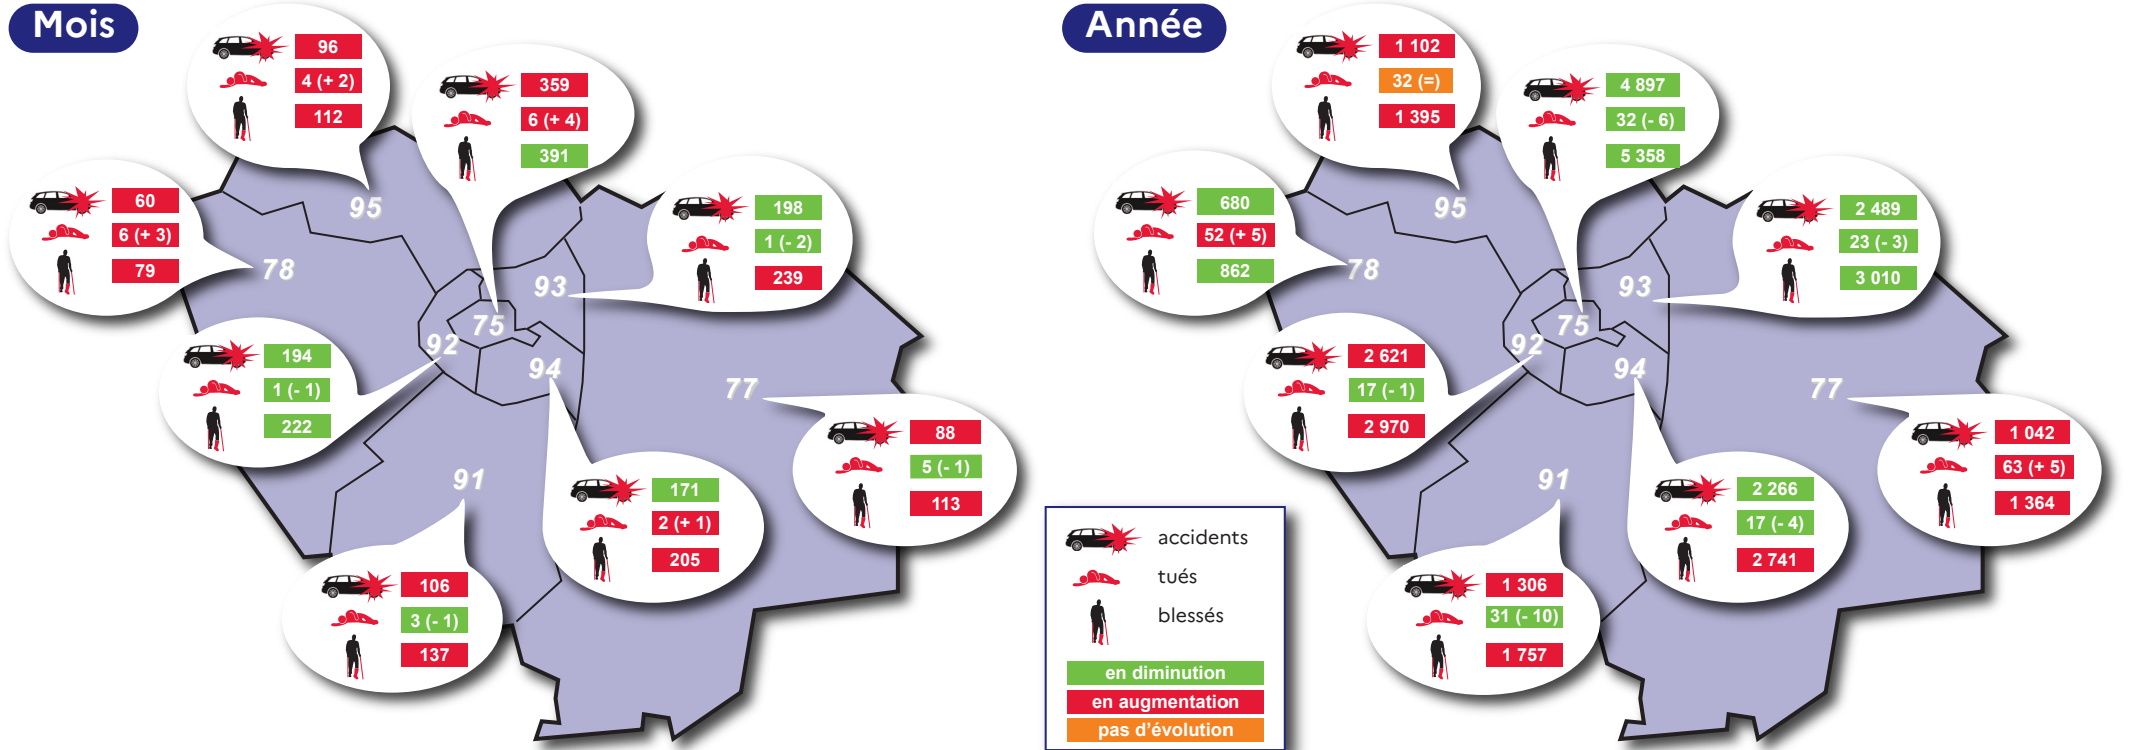 Mois
96
4 (+ 2)
112
95
359
6 (+ 4)
391
75
60
6 (+ 3)
79
78
198
1 (- 2)
239
93
194
1 (- 1)
222
92
94
171
2 (+ 1)
205
77
88
5 (- 1)
113
91
106
3 (- 1)
137
Année
1 102
32 (=)
1 395
95
4 897
32 (- 6)
5 358
75
680
52 (+ 5)
862
78
2 489
23 (- 3)
3 010
93
2 621
17 (- 1)
2 970
92
94
2 266
17 (- 4)
2 741
77
1 042
63 (+ 5)
1 364
91
1 306
31 (- 10)
1 757
accidents
tués
blessés
en diminution
en augmentation
pas d'évolution